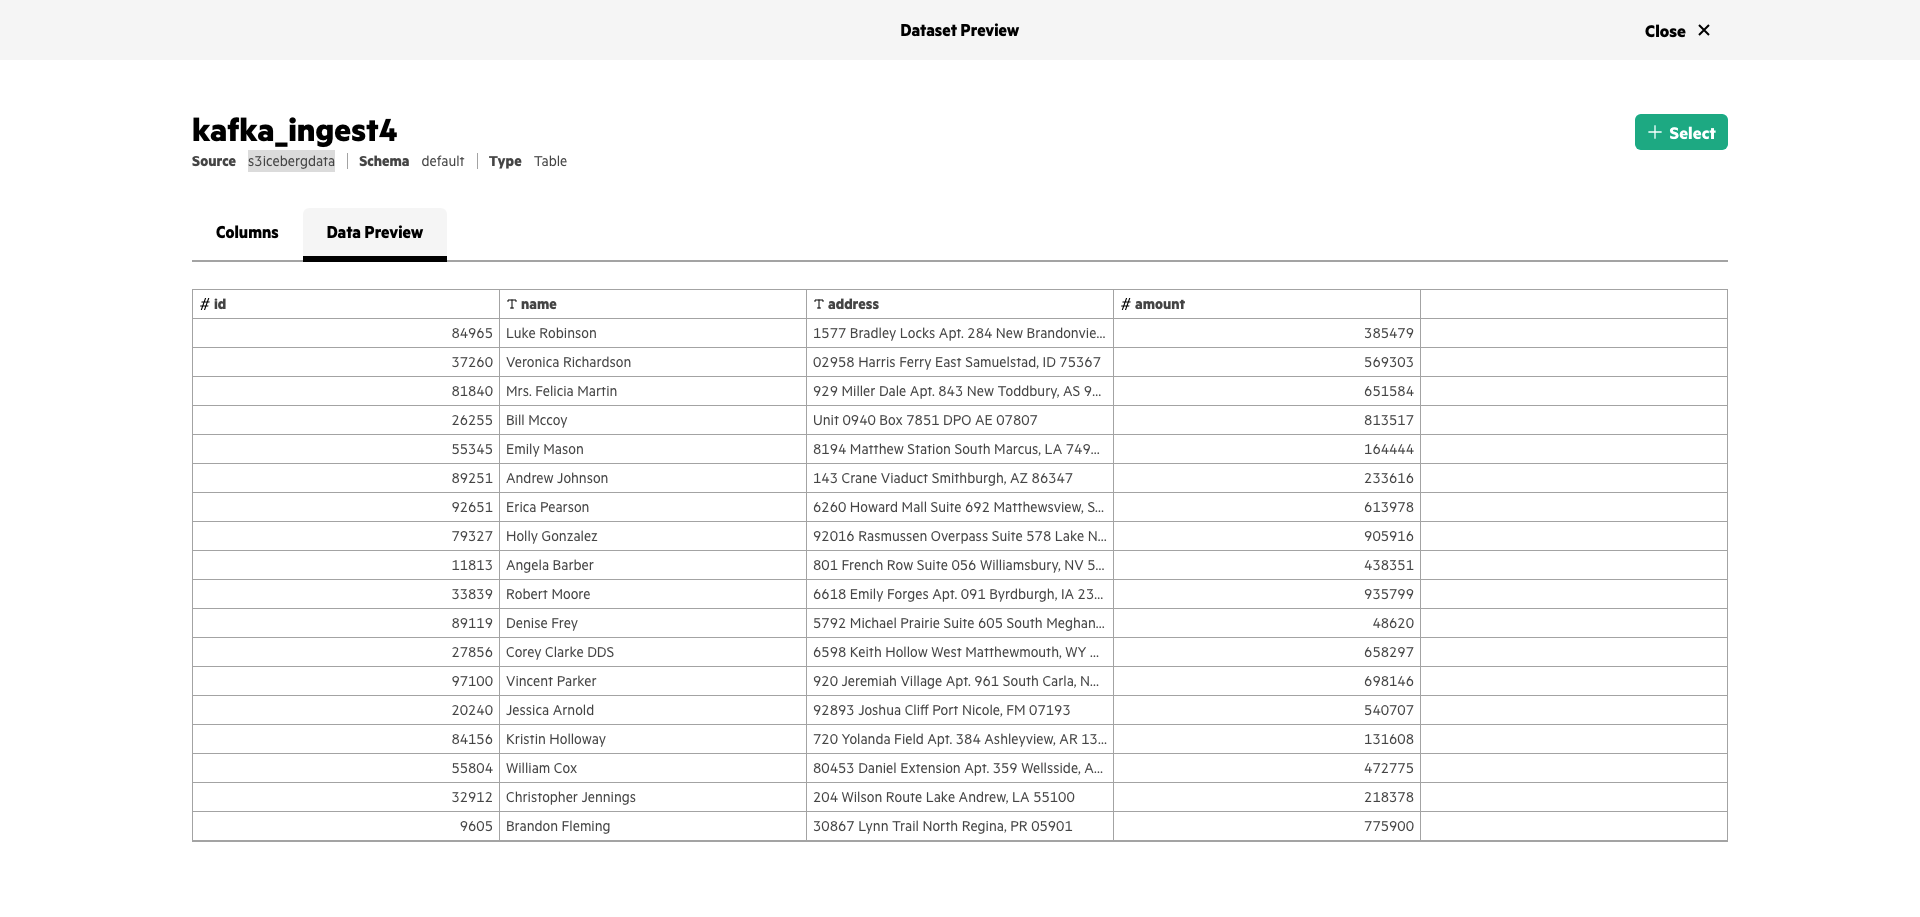 Dataset Preview
Close ✕
kafka_ingest4
+ Select
Source s3icebergdata | Schema default | Type Table
Columns Data Preview
# id T name T address # amount
84965 Luke Robinson 1577 Bradley Locks Apt. 284 New Brandonvie... 385479
37260 Veronica Richardson 02958 Harris Ferry East Samuelstad, ID 75367 569303
81840 Mrs. Felicia Martin 929 Miller Dale Apt. 843 New Toddbury, AS 9... 651584
26255 Bill Mccoy Unit 0940 Box 7851 DPO AE 07807 813517
55345 Emily Mason 8194 Matthew Station South Marcus, LA 749... 164444
89251 Andrew Johnson 143 Crane Viaduct Smithburgh, AZ 86347 233616
92651 Erica Pearson 6260 Howard Mall Suite 692 Matthewsview, S... 613978
79327 Holly Gonzalez 92016 Rasmussen Overpass Suite 578 Lake N... 905916
11813 Angela Barber 801 French Row Suite 056 Williamsbury, NV 5... 438351
33839 Robert Moore 6618 Emily Forges Apt. 091 Byrdburgh, IA 23... 935799
89119 Denise Frey 5792 Michael Prairie Suite 605 South Meghan... 48620
27856 Corey Clarke DDS 6598 Keith Hollow West Matthewmouth, WY ... 658297
97100 Vincent Parker 920 Jeremiah Village Apt. 961 South Carla, N... 698146
20240 Jessica Arnold 92893 Joshua Cliff Port Nicole, FM 07193 540707
84156 Kristin Holloway 720 Yolanda Field Apt. 384 Ashleyview, AR 13... 131608
55804 William Cox 80453 Daniel Extension Apt. 359 Wellsside, A... 472775
32912 Christopher Jennings 204 Wilson Route Lake Andrew, LA 55100 218378
9605 Brandon Fleming 30867 Lynn Trail North Regina, PR 05901 775900